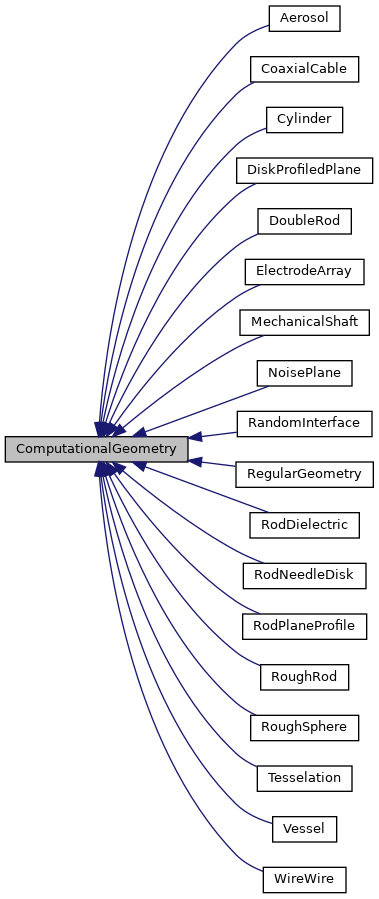 Aerosol
CoaxialCable
Cylinder
DiskProfiledPlane
DoubleRod
ElectrodeArray
MechanicalShaft
NoisePlane
RandomInterface
ComputationalGeometry
RegularGeometry
RodDielectric
RodNeedleDisk
RodPlaneProfile
RoughRod
RoughSphere
Tesselation
Vessel
WireWire